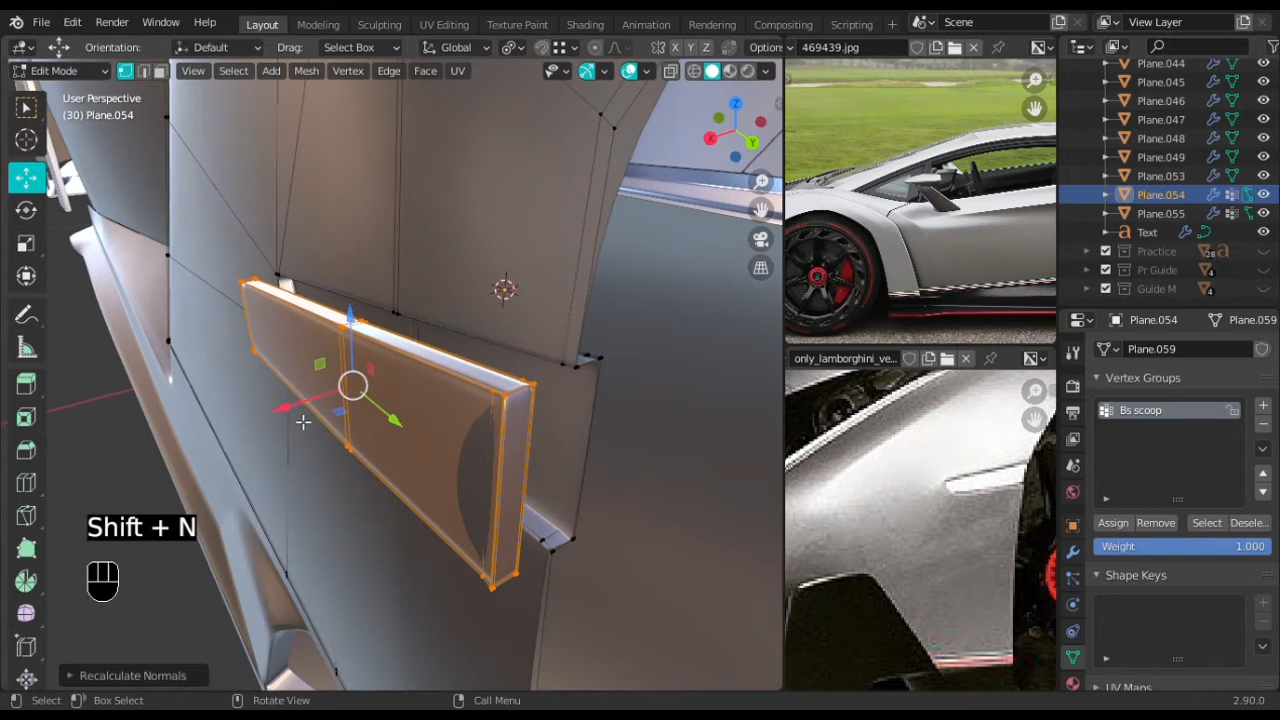 File Edit Render Window Help Layout Modeling Sculpting UV Editing Texture Paint Shading Animation Rendering Compositing Scripting + Scene View Layer
Orientation: Default Drag: Select Box Global X Y Z Options 469439.jpg
Edit Mode View Select Add Mesh Vertex Edge Face UV
User Perspective
(30) Plane.054
Z
X
Y
Plane.044
Plane.045
Plane.046
Plane.047
Plane.048
Plane.049
Plane.053
Plane.054
Plane.055
Text
Practice 28
Pr Guide 4
Guide M 4
Plane.054 Plane.059
only_lamborghini_ve...
Plane.059
Vertex Groups
Bs scoop
Assign Remove Select Desele...
Weight 1.000
Shape Keys
UV Maps
Shift + N
Recalculate Normals
Select Box Select Rotate View Call Menu 2.90.0